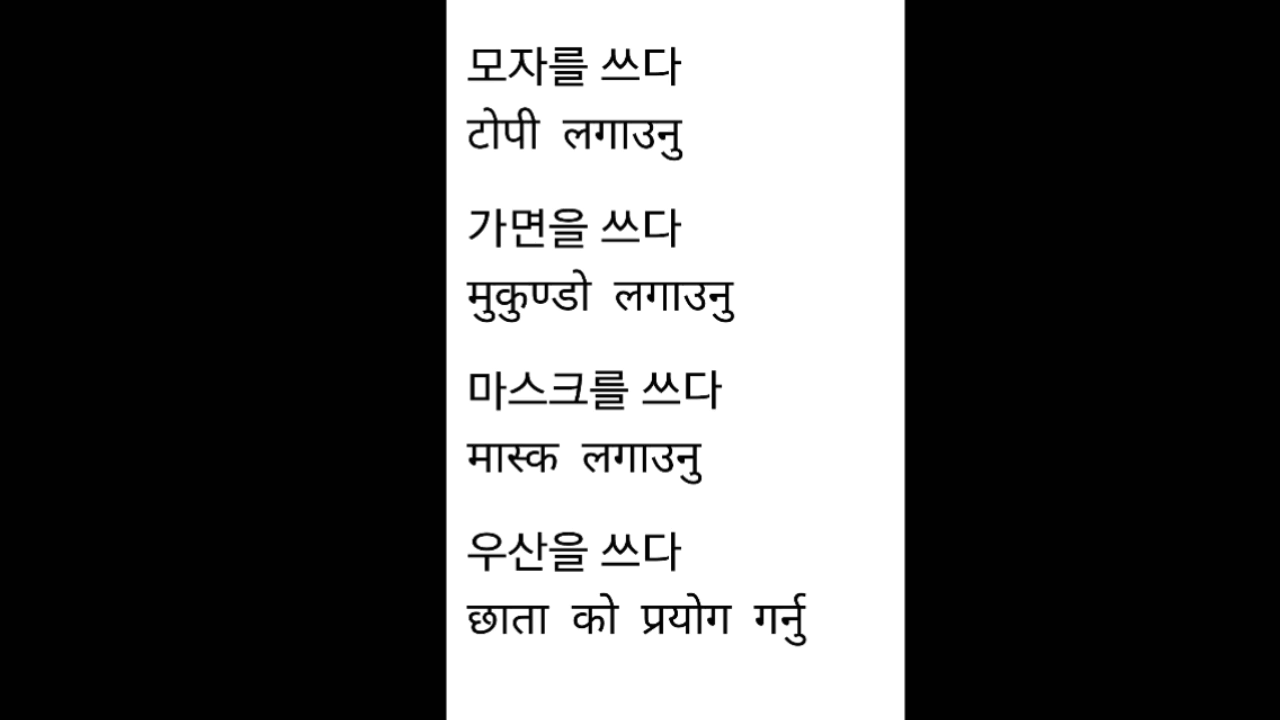 모자를 쓰다
टोपी लगाउनु
가면을 쓰다
मुकुण्डो लगाउनु
마스크를 쓰다
मास्क लगाउनु
우산을 쓰다
छाता को प्रयोग गर्नु